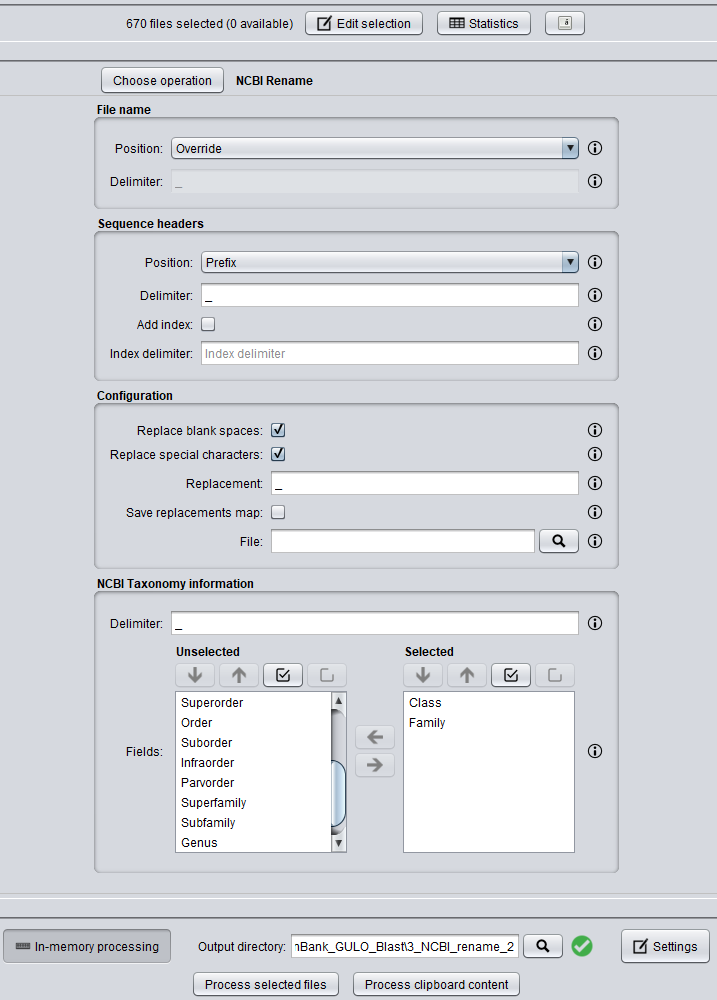 670 files selected (0 available) Edit selection Statistics i
Choose operation NCBI Rename
File name
Position: Override
Delimiter: _
Sequence headers
Position: Prefix
Delimiter: _
Add index:
Index delimiter: Index delimiter
Configuration
Replace blank spaces:
Replace special characters:
Replacement: _
Save replacements map:
File:
NCBI Taxonomy information
Delimiter: _
Unselected Selected
Superorder Class
Order Family
Suborder
Infraorder
Fields:
Parvorder
Superfamily
Subfamily
Genus
In-memory processing Output directory: nBank_GULO_Blast\3_NCBI_rename_2 Settings
Process selected files Process clipboard content